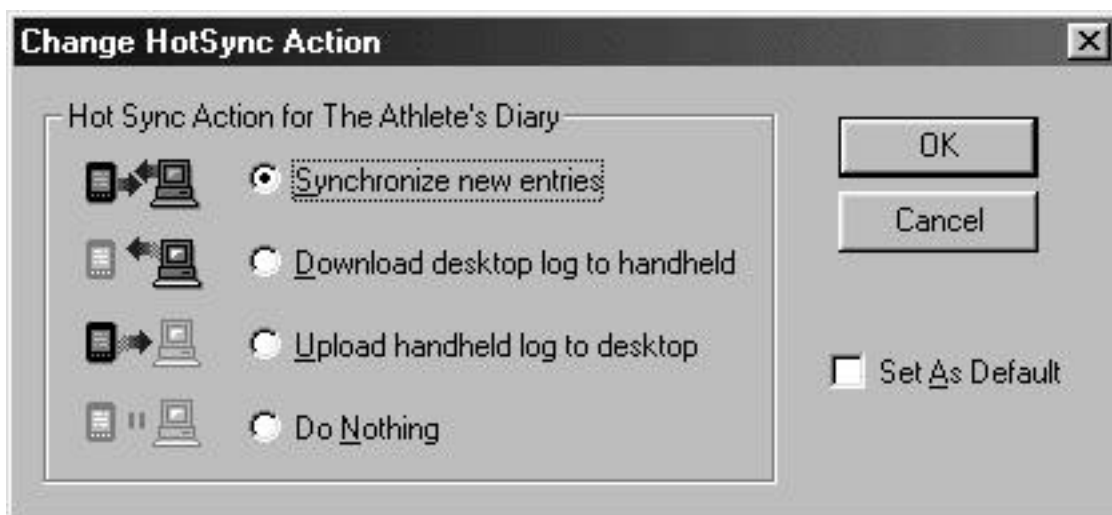 Change HotSync Action
Hot Sync Action for The Athlete's Diary
Synchronize new entries
Download desktop log to handheld
Upload handheld log to desktop
Do Nothing
OK
Cancel
Set As Default